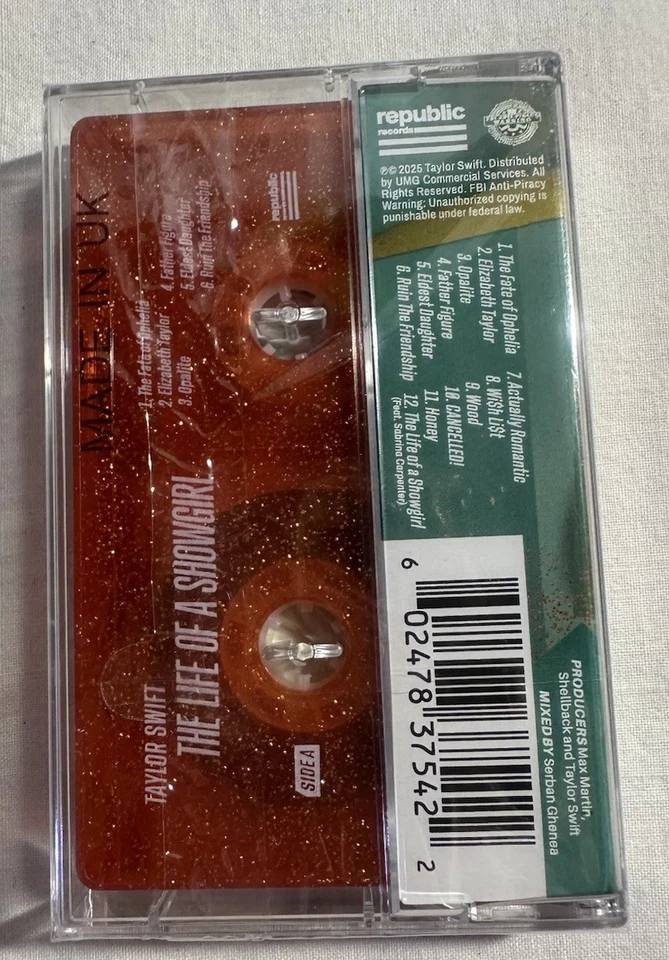 republic
records
WARNING
℗© 2025 Taylor Swift. Distributed
by UMG Commercial Services. All
Rights Reserved. FBI Anti-Piracy
Warning: Unauthorized copying is
punishable under federal law.
1. The Fate of Ophelia
2. Elizabeth Taylor
3. Opalite
4. Father Figure
5. Eldest Daughter
6. Ruin The Friendship
7. Actually Romantic
8. Wi$h Li$t
9. Wood
10. CANCELLED!
11. Honey
12. The Life of a Showgirl
(Feat. Sabrina Carpenter)
6 02478 37542 2
PRODUCERS Max Martin,
Shellback and Taylor Swift
MIXED BY Serban Ghenea
MADE IN UK
TAYLOR SWIFT
THE LIFE OF A SHOWGIRL
1. The Fate of Ophelia
2. Elizabeth Taylor
3. Opalite
4. Father Figure
5. Eldest Daughter
6. Ruin The Friendship
republic
SIDE A